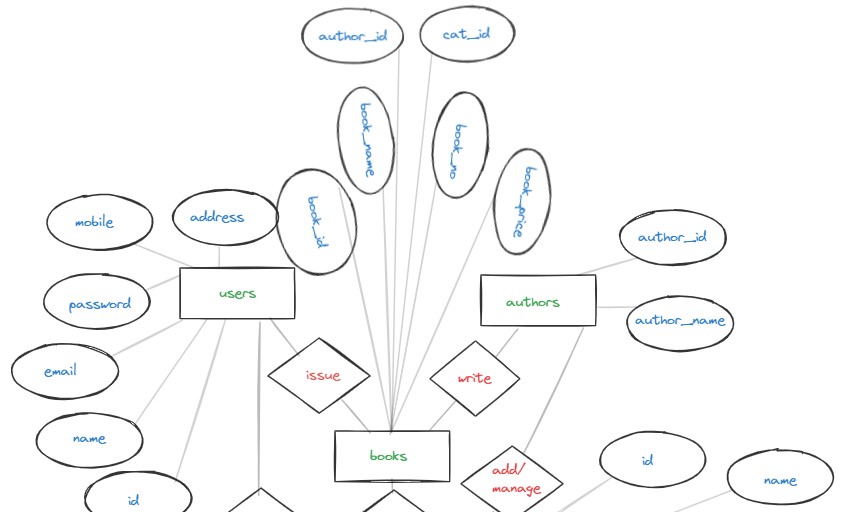 author_id
cat_id
book_name
book_no
book_price
book_id
mobile
address
author_id
users
authors
password
author_name
email
issue
write
name
books
id
add/
manage
name
id